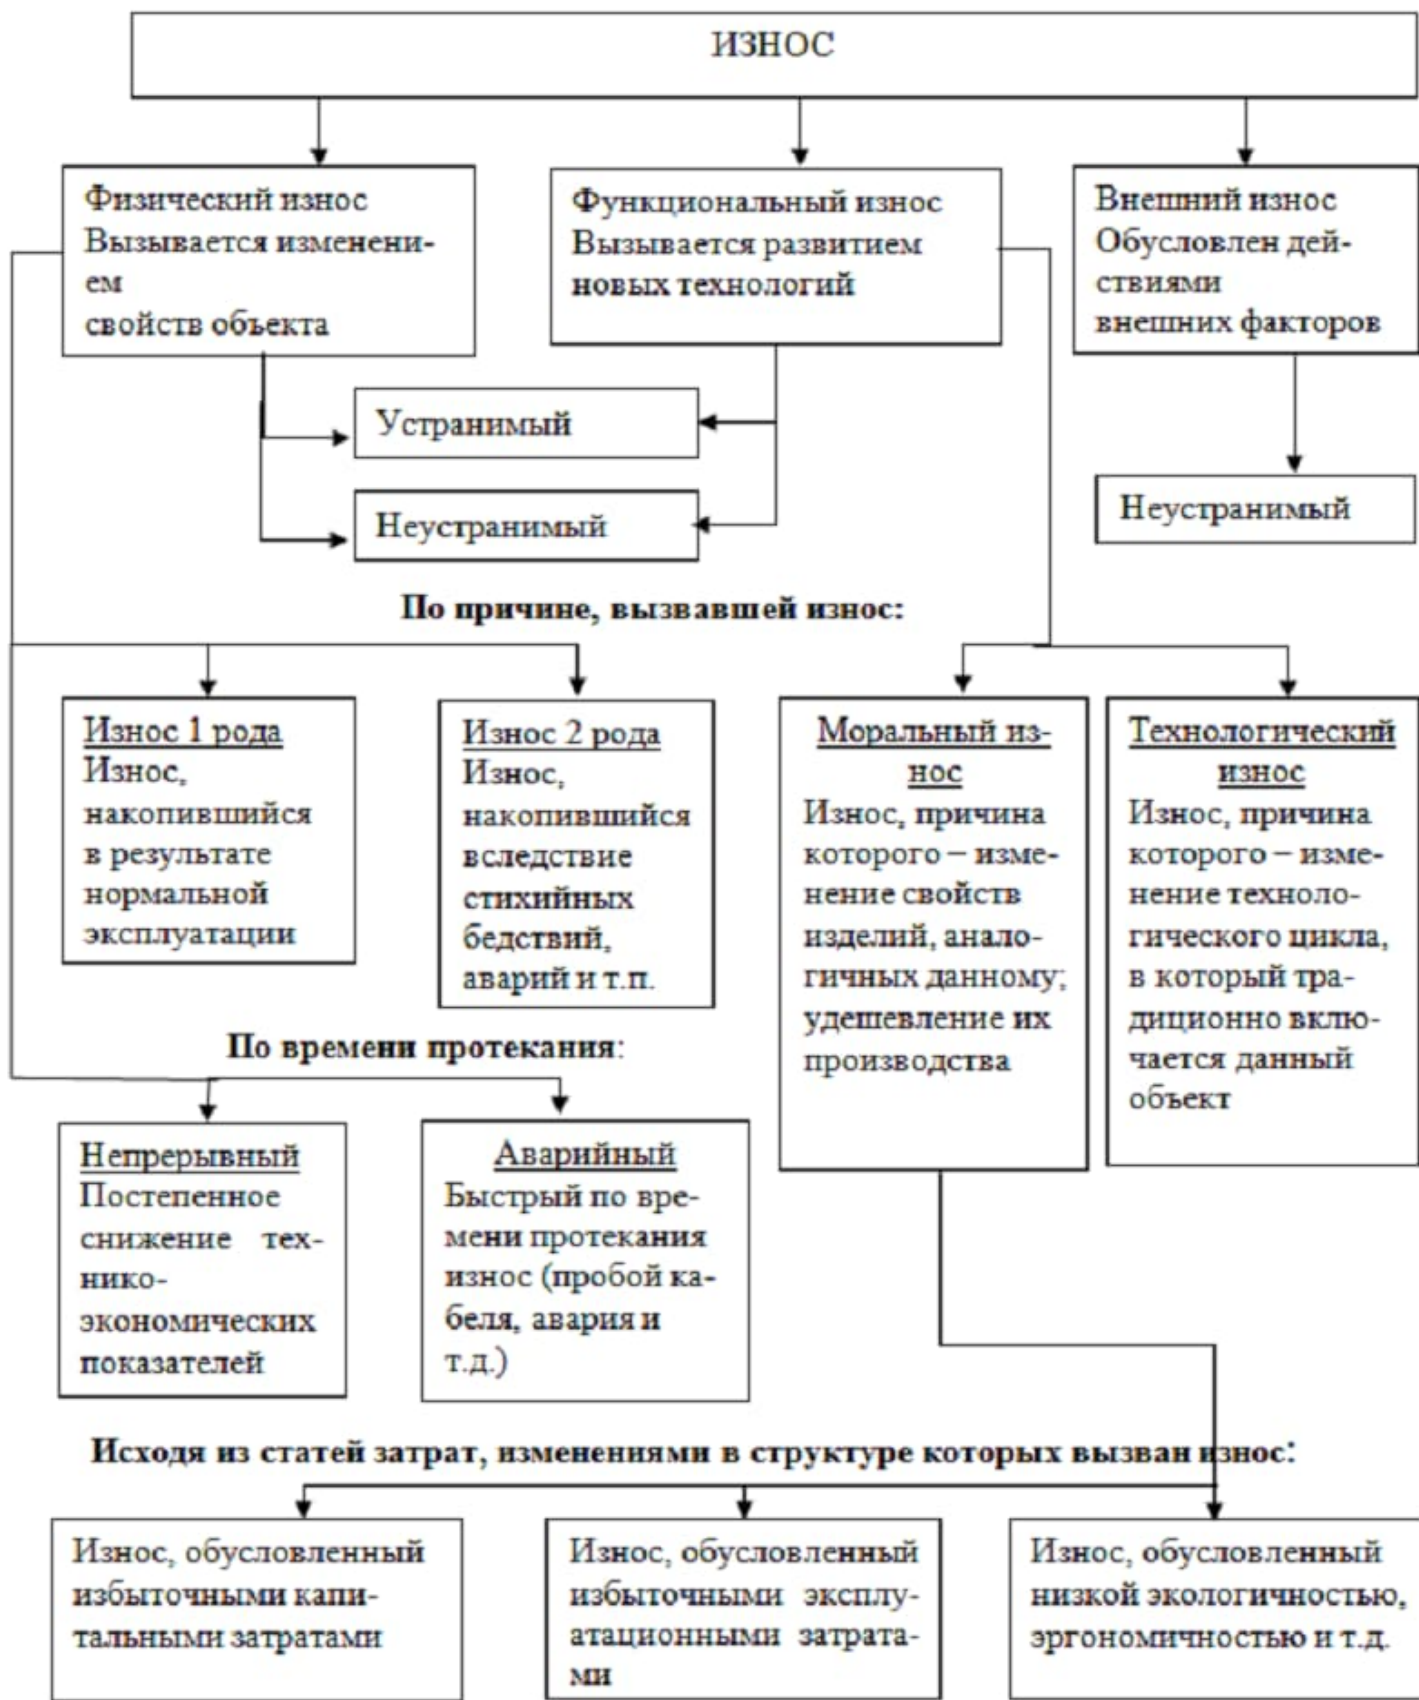 ИЗНОС
Физический износ
Вызывается изменени-
ем
свойств объекта
Функциональный износ
Вызывается развитием
новых технологий
Внешний износ
Обусловлен дей-
ствиями
внешних факторов
Устранимый
Неустранимый
Неустранимый
По причине, вызвавшей износ:
Износ 1 рода
Износ,
накопившийся
в результате
нормальной
эксплуатации
Износ 2 рода
Износ,
накопившийся
вследствие
стихийных
бедствий,
аварий и т.п.
Моральный из-
нос
Износ, причина
которого – изме-
нение свойств
изделий, анало-
гичных данному;
удешевление их
производства
Технологический
износ
Износ, причина
которого – изме-
нение техноло-
гического цикла,
в который тра-
диционно вклю-
чается данный
объект
По времени протекания:
Непрерывный
Постепенное
снижение тех-
нико-
экономических
показателей
Аварийный
Быстрый по вре-
мени протекания
износ (пробой ка-
беля, авария и
т.д.)
Исходя из статей затрат, изменениями в структуре которых вызван износ:
Износ, обусловленный
избыточными капи-
тальными затратами
Износ, обусловленный
избыточными эксплу-
атационными затрата-
ми
Износ, обусловленный
низкой экологичностью,
эргономичностью и т.д.